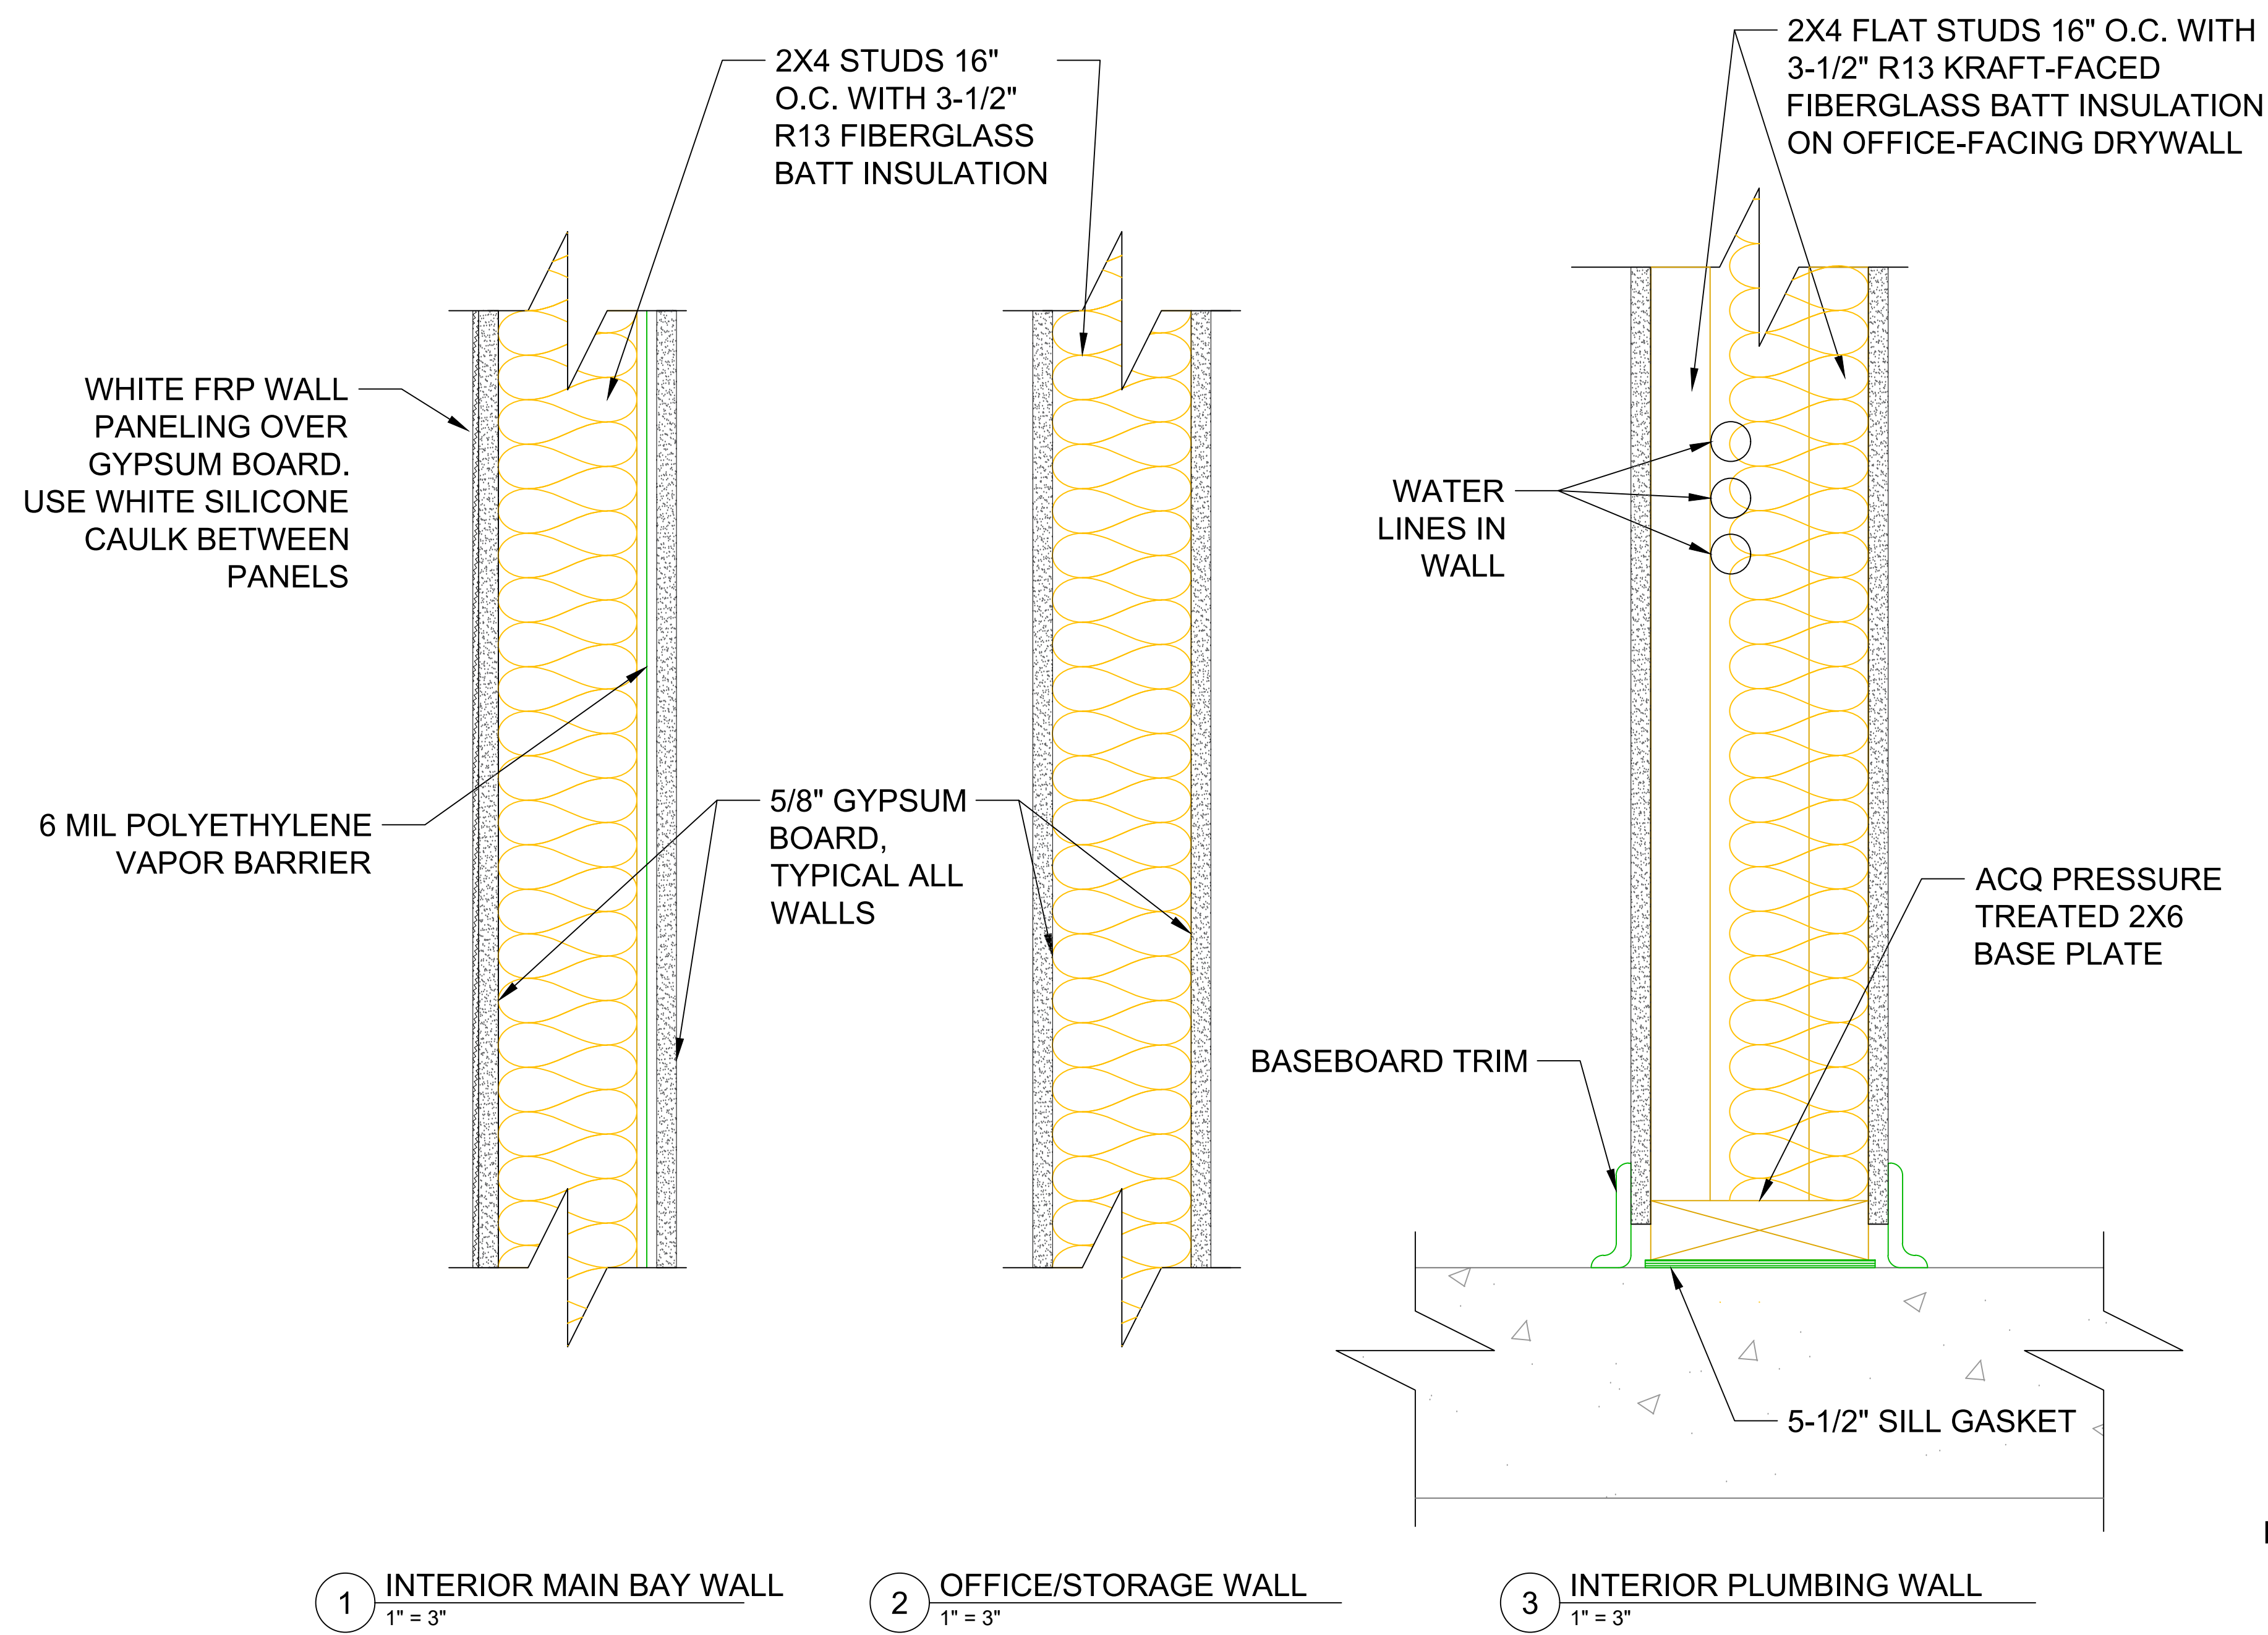 2X4 STUDS 16"
O.C. WITH 3-1/2"
R13 FIBERGLASS
BATT INSULATION
2X4 FLAT STUDS 16" O.C. WITH
3-1/2" R13 KRAFT-FACED
FIBERGLASS BATT INSULATION
ON OFFICE-FACING DRYWALL
WHITE FRP WALL
PANELING OVER
GYPSUM BOARD.
USE WHITE SILICONE
CAULK BETWEEN
PANELS
WATER
LINES IN
WALL
6 MIL POLYETHYLENE
VAPOR BARRIER
5/8" GYPSUM
BOARD,
TYPICAL ALL
WALLS
ACQ PRESSURE
TREATED 2X6
BASE PLATE
BASEBOARD TRIM
5-1/2" SILL GASKET
1 INTERIOR MAIN BAY WALL
1" = 3"
2 OFFICE/STORAGE WALL
1" = 3"
3 INTERIOR PLUMBING WALL
1" = 3"